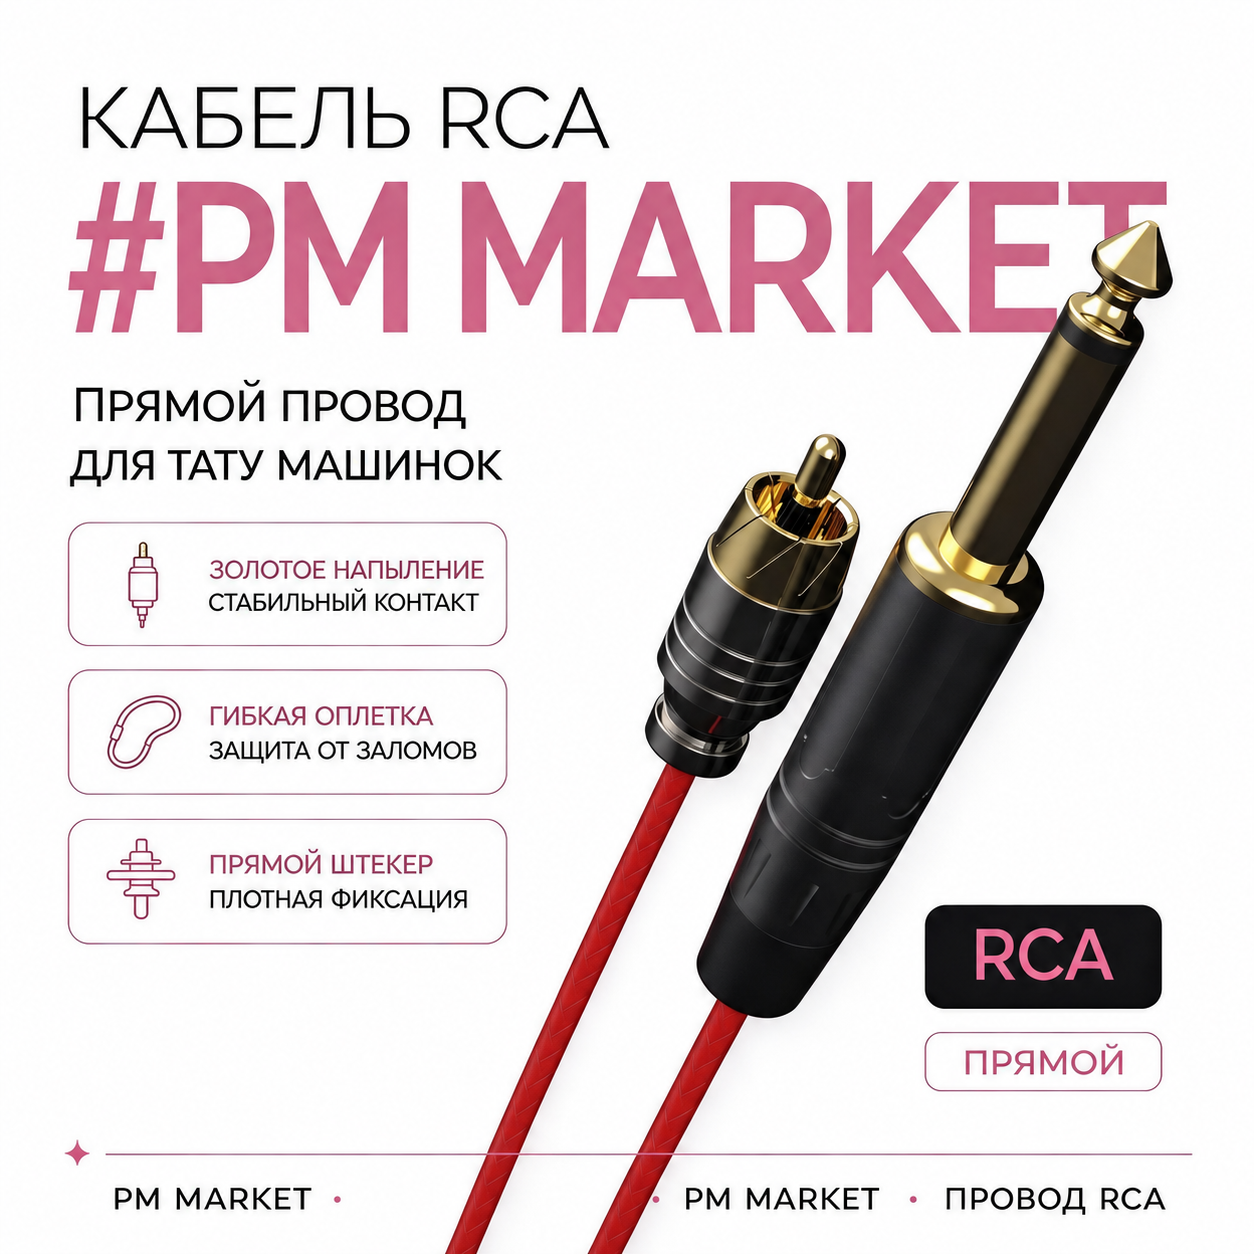 КАБЕЛЬ RCA
#PM MARKET
ПРЯМОЙ ПРОВОД
ДЛЯ ТАТУ МАШИНОК
ЗОЛОТОЕ НАПЫЛЕНИЕ
СТАБИЛЬНЫЙ КОНТАКТ
ГИБКАЯ ОПЛЕТКА
ЗАЩИТА ОТ ЗАЛОМОВ
ПРЯМОЙ ШТЕКЕР
ПЛОТНАЯ ФИКСАЦИЯ
RCA
ПРЯМОЙ
PM MARKET • • PM MARKET • ПРОВОД RCA